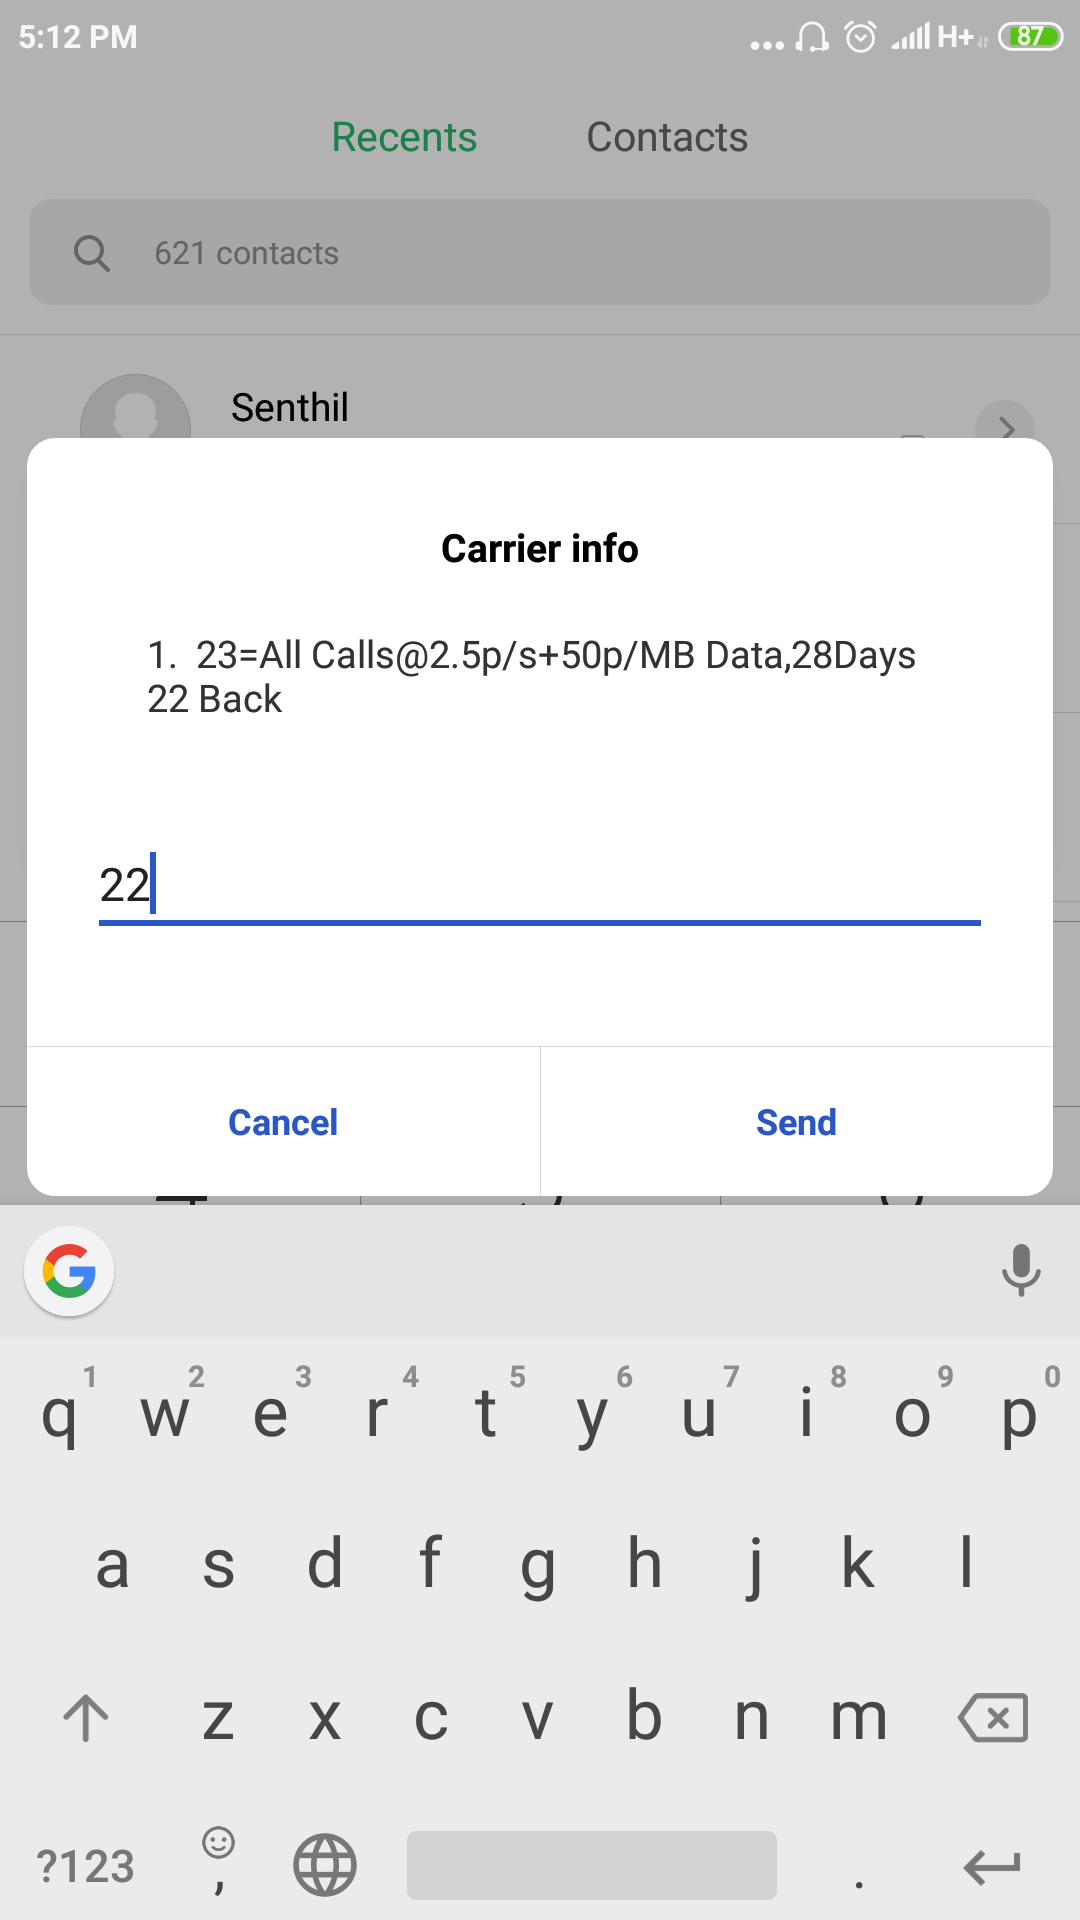 5:12 PM
... H+ 87
Recents Contacts
621 contacts
Senthil
Carrier info
1.  23=All Calls@2.5p/s+50p/MB Data,28Days
22 Back
22
Cancel Send
1 2 3 4 5 6 7 8 9 0
q w e r t y u i o p
a s d f g h j k l
z x c v b n m
?123 , .